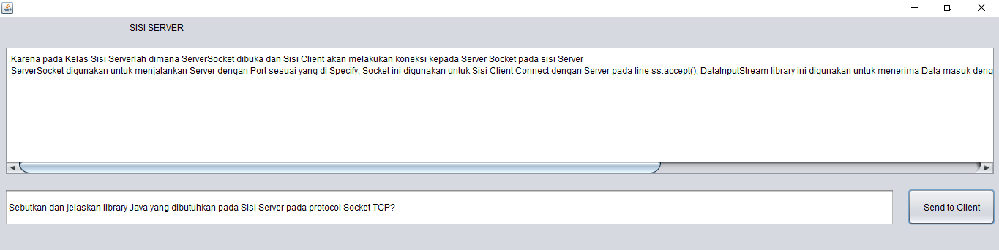 SISI SERVER
Karena pada Kelas Sisi Serverlah dimana ServerSocket dibuka dan Sisi Client akan melakukan koneksi kepada Server Socket pada sisi Server
ServerSocket digunakan untuk menjalankan Server dengan Port sesuai yang di Specify, Socket ini digunakan untuk Sisi Client Connect dengan Server pada line ss.accept(), DataInputStream library ini digunakan untuk menerima Data masuk deng
Sebutkan dan jelaskan library Java yang dibutuhkan pada Sisi Server pada protocol Socket TCP?
Send to Client